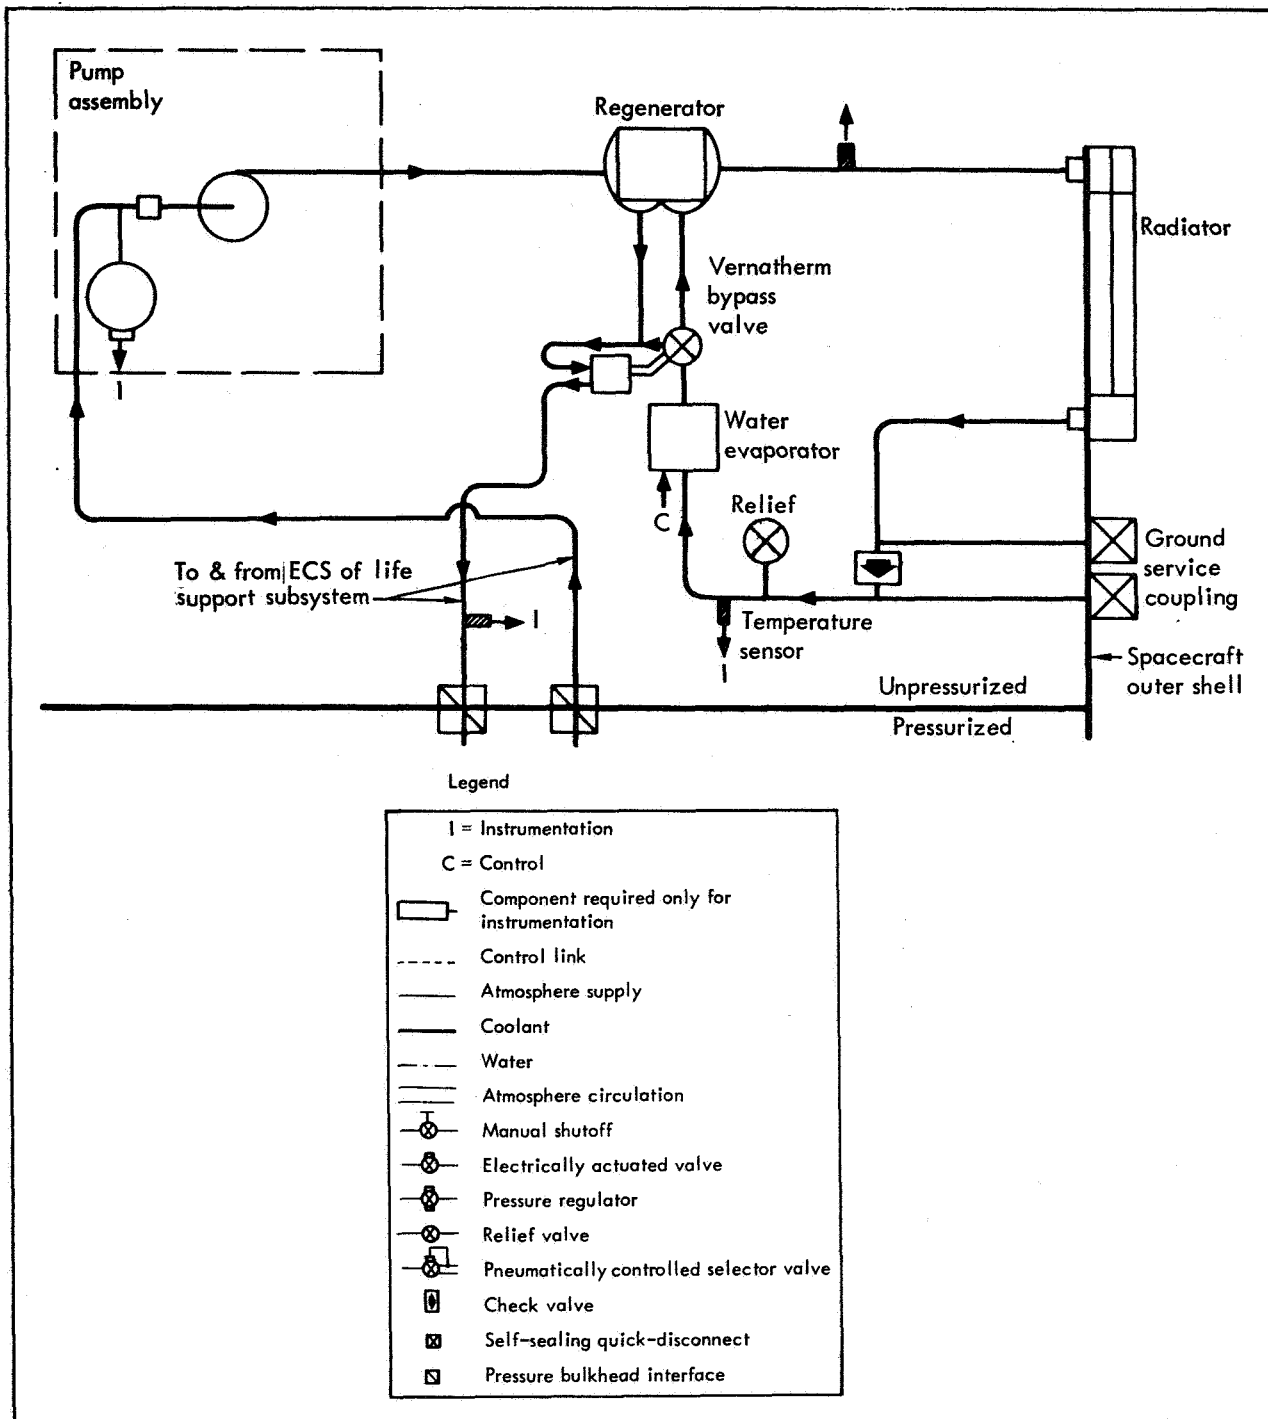 Pump
assembly
Regenerator
Radiator
Vernatherm
bypass
valve
I
Water
evaporator
C
Relief
Ground
service
coupling
To & from ECS of life
support subsystem
I
Temperature
sensor
I
Spacecraft
outer shell
Unpressurized
Pressurized
Legend
I = Instrumentation
C = Control
Component required only for
instrumentation
Control link
Atmosphere supply
Coolant
Water
Atmosphere circulation
Manual shutoff
Electrically actuated valve
Pressure regulator
Relief valve
Pneumatically controlled selector valve
Check valve
Self-sealing quick-disconnect
Pressure bulkhead interface